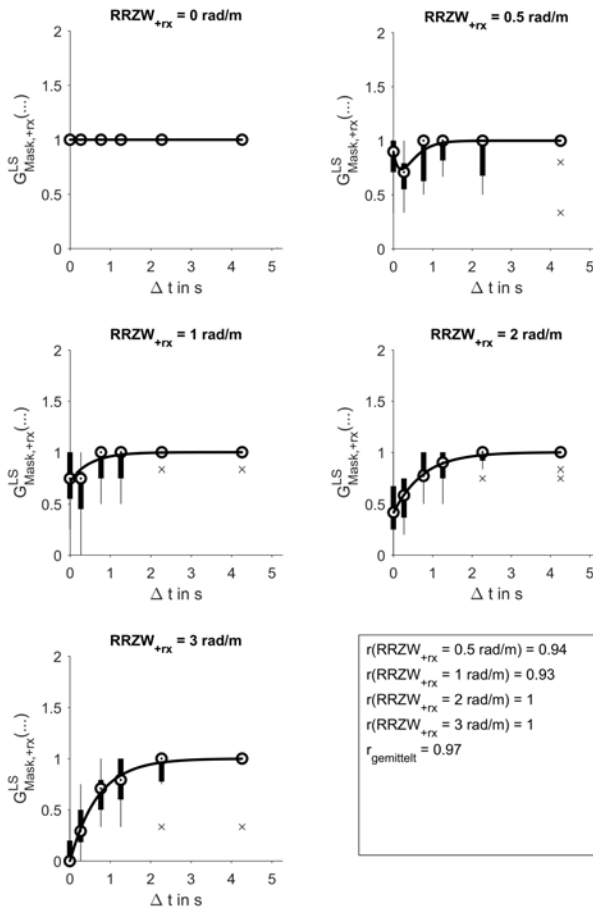 RRZW+rx = 0 rad/m
G^LS_Mask,+rx(...)
2
1.5
1
0.5
0
0 1 2 3 4 5
Δ t in s
RRZW+rx = 0.5 rad/m
G^LS_Mask,+rx(...)
2
1.5
1
0.5
0
0 1 2 3 4 5
Δ t in s
RRZW+rx = 1 rad/m
G^LS_Mask,+rx(...)
2
1.5
1
0.5
0
0 1 2 3 4 5
Δ t in s
RRZW+rx = 2 rad/m
G^LS_Mask,+rx(...)
2
1.5
1
0.5
0
0 1 2 3 4 5
Δ t in s
RRZW+rx = 3 rad/m
G^LS_Mask,+rx(...)
2
1.5
1
0.5
0
0 1 2 3 4 5
Δ t in s
r(RRZW+rx = 0.5 rad/m) = 0.94
r(RRZW+rx = 1 rad/m) = 0.93
r(RRZW+rx = 2 rad/m) = 1
r(RRZW+rx = 3 rad/m) = 1
rgemittelt = 0.97